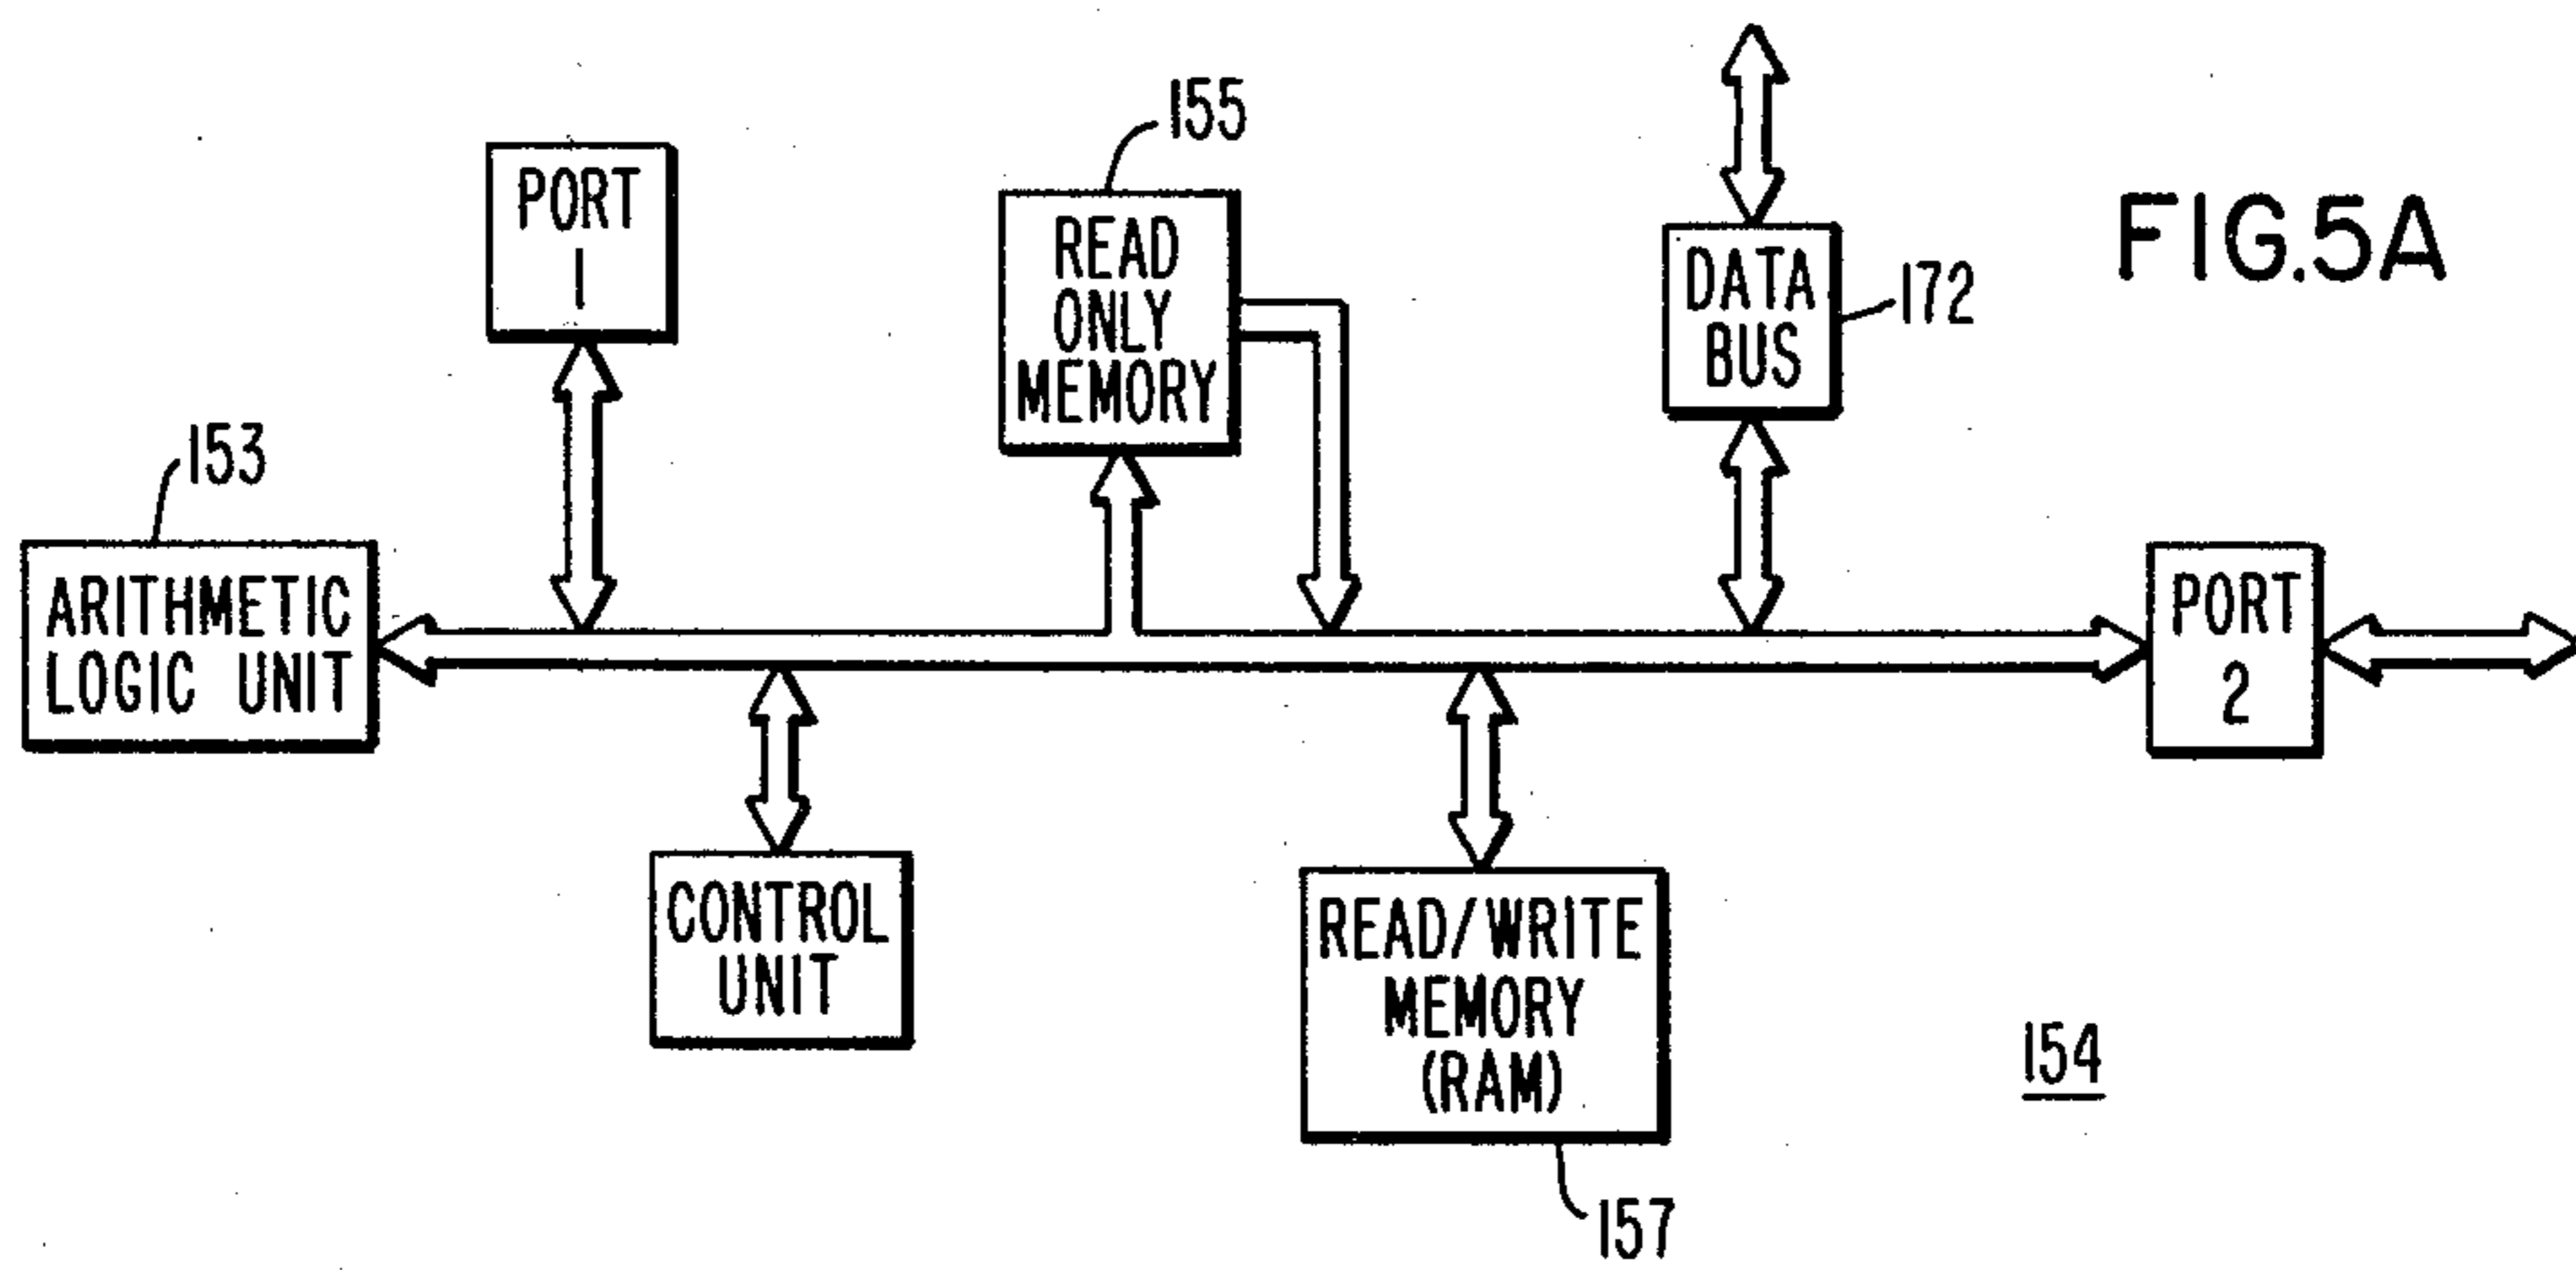 155
PORT
1
READ
ONLY
MEMORY
DATA
BUS
172
FIG.5A
153
ARITHMETIC
LOGIC UNIT
PORT
2
CONTROL
UNIT
READ/WRITE
MEMORY
(RAM)
154
157